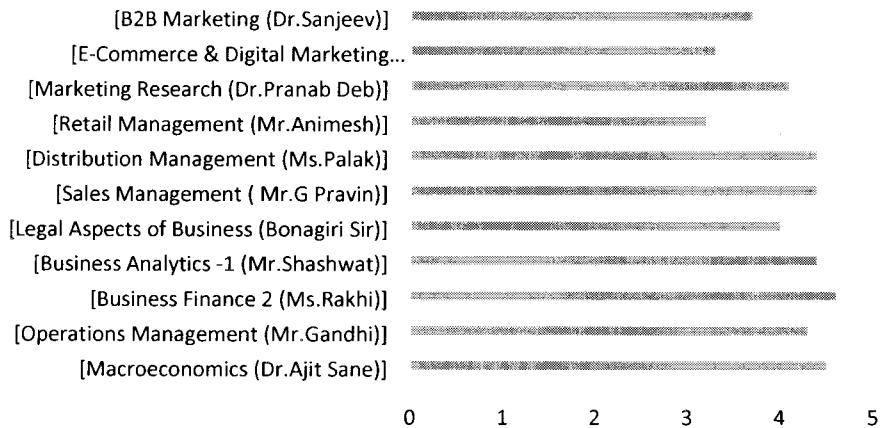 [B2B Marketing (Dr.Sanjeev)]
[E-Commerce & Digital Marketing...
[Marketing Research (Dr.Pranab Deb)]
[Retail Management (Mr.Animesh)]
[Distribution Management (Ms.Palak)]
[Sales Management ( Mr.G Pravin)]
[Legal Aspects of Business (Bonagiri Sir)]
[Business Analytics -1 (Mr.Shashwat)]
[Business Finance 2 (Ms.Rakhi)]
[Operations Management (Mr.Gandhi)]
[Macroeconomics (Dr.Ajit Sane)]
0 1 2 3 4 5